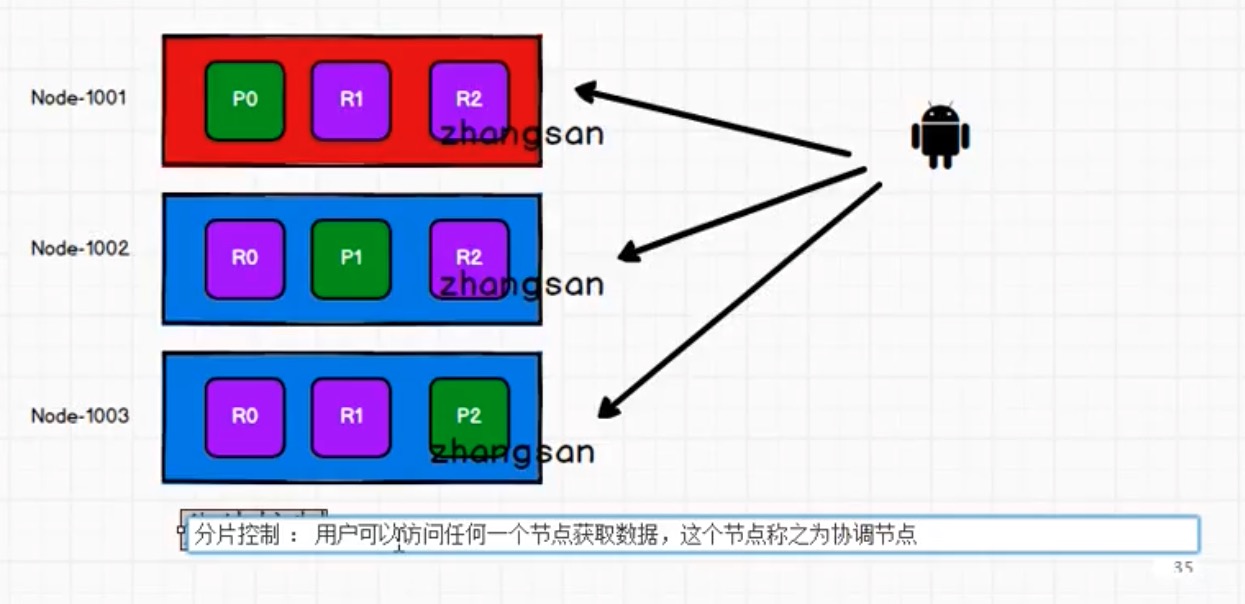 Node-1001
P0 R1 R2
zhangsan
Node-1002
R0 P1 R2
zhangsan
Node-1003
R0 R1 P2
zhangsan
分片控制 : 用户可以访问任何一个节点获取数据，这个节点称之为协调节点
35